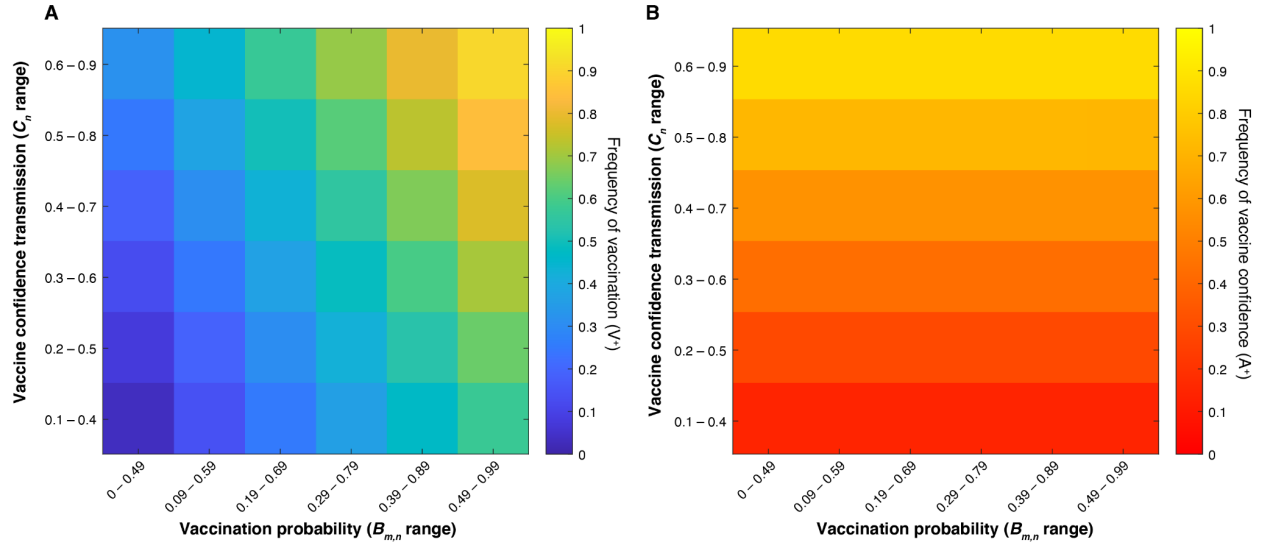 A
Vaccine confidence transmission (Cn range)
0.6 – 0.9
0.5 – 0.8
0.4 – 0.7
0.3 – 0.6
0.2 – 0.5
0.1 – 0.4
0 – 0.49
0.09 – 0.59
0.19 – 0.69
0.29 – 0.79
0.39 – 0.89
0.49 – 0.99
Vaccination probability (Bm,n range)
1
0.9
0.8
0.7
0.6
0.5
0.4
0.3
0.2
0.1
0
Frequency of vaccination (V+)
B
Vaccine confidence transmission (Cn range)
0.6 – 0.9
0.5 – 0.8
0.4 – 0.7
0.3 – 0.6
0.2 – 0.5
0.1 – 0.4
0 – 0.49
0.09 – 0.59
0.19 – 0.69
0.29 – 0.79
0.39 – 0.89
0.49 – 0.99
Vaccination probability (Bm,n range)
1
0.9
0.8
0.7
0.6
0.5
0.4
0.3
0.2
0.1
0
Frequency of vaccine confidence (A+)